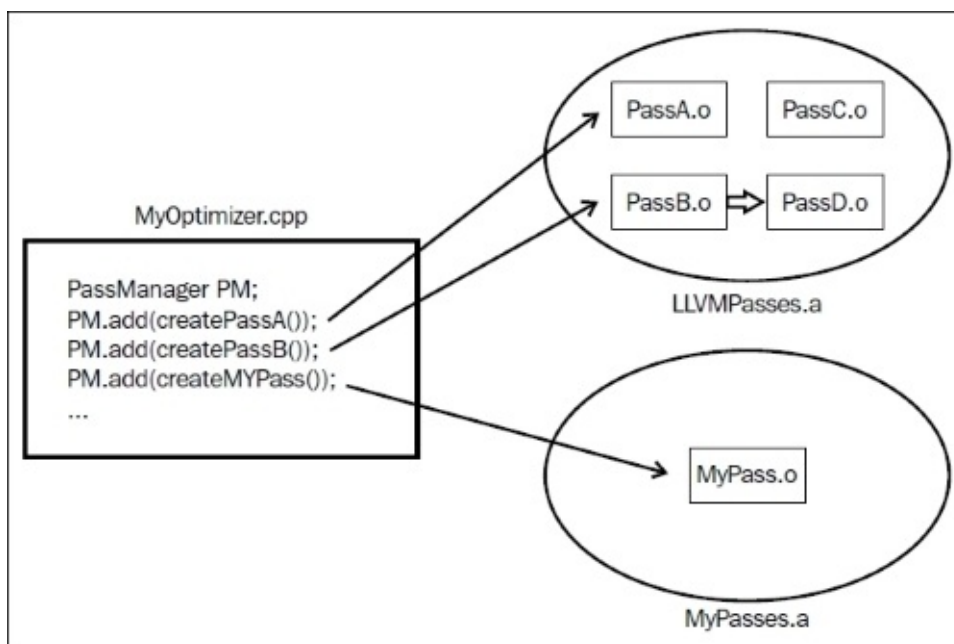 MyOptimizer.cpp
PassManager PM;
PM.add(createPassA());
PM.add(createPassB());
PM.add(createMYPass());
...
PassA.o
PassC.o
PassB.o
PassD.o
LLVMPasses.a
MyPass.o
MyPasses.a